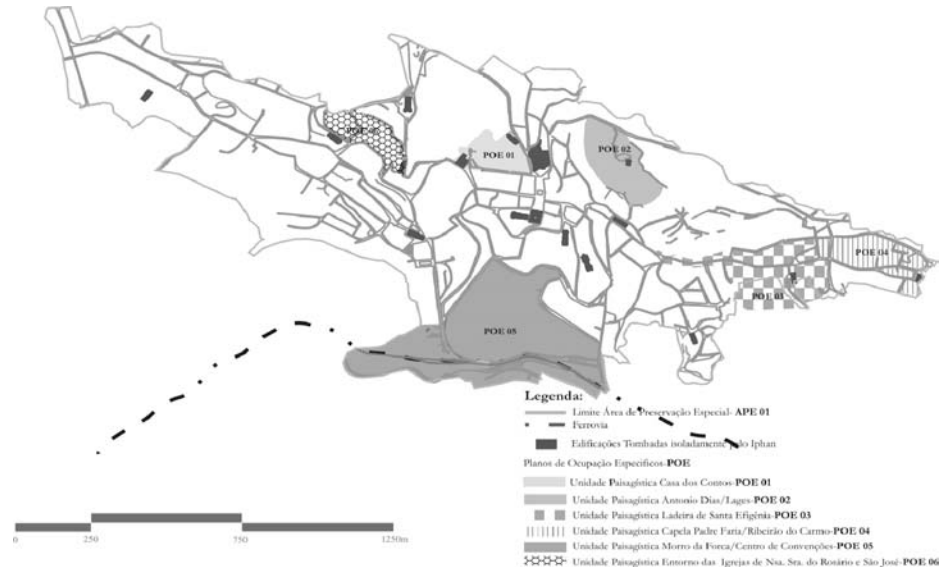 POE 06
POE 01
POE 02
POE 04
POE 03
POE 05
Legenda:
Limite Área de Preservação Especial- APE 01
Ferrovia
Edificações Tombadas isoladamente pelo Iphan
Planos de Ocupação Especificos-POE
Unidade Paisagística Casa dos Contos-POE 01
Unidade Paisagística Antonio Dias/Lages-POE 02
Unidade Paisagística Ladeira de Santa Efigênia-POE 03
Unidade Paisagística Capela Padre Faria/Ribeirão do Carmo-POE 04
Unidade Paisagística Morro da Forca/Centro de Convenções-POE 05
Unidade Paisagística Entorno das Igrejas de Nsa. Sra. do Rosário e São José-POE 06
0 250 750 1250m